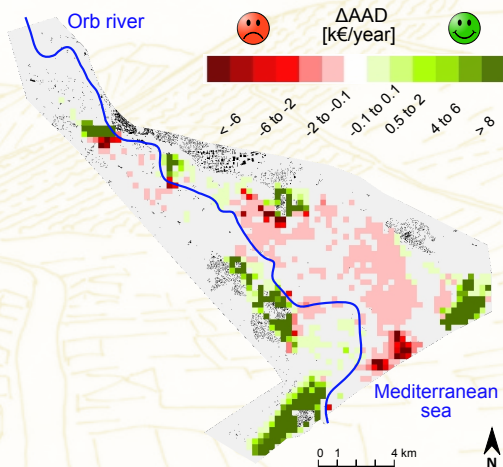 Orb river
ΔAAD
[k€/year]
<-6
-6 to -2
-2 to -0.1
-0.1 to 0.1
0.5 to 2
4 to 6
> 8
Mediterranean
sea
0 1 4 km
N